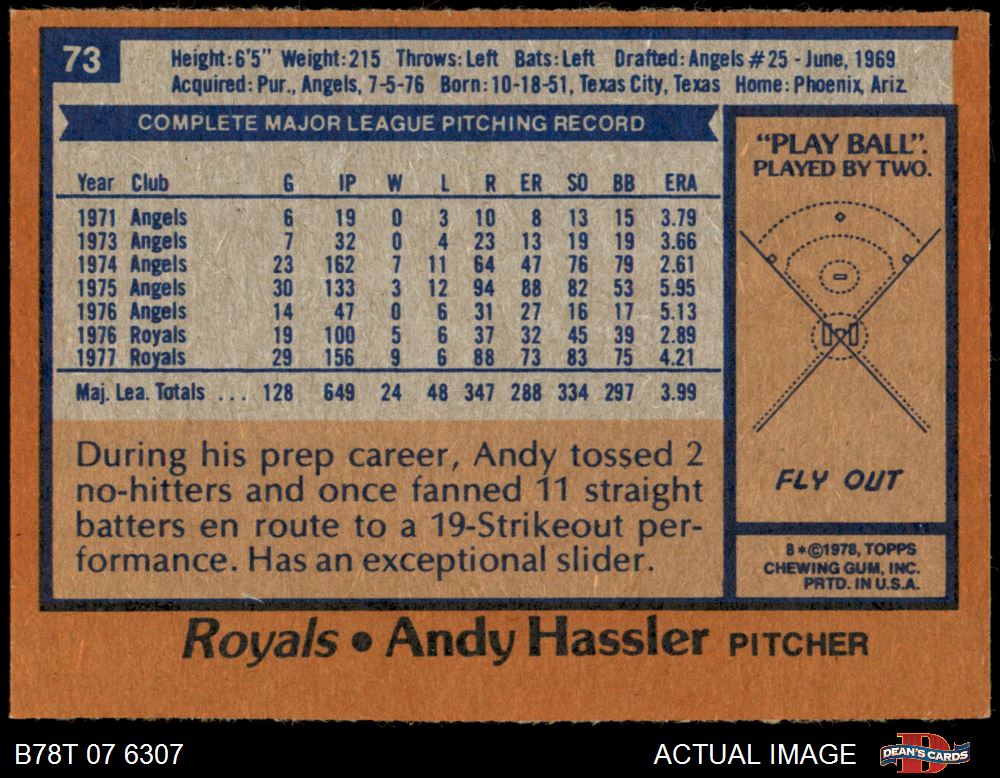 73
Height:6'5" Weight:215 Throws:Left Bats:Left Drafted:Angels #25 - June, 1969
Acquired:Pur., Angels, 7-5-76 Born:10-18-51, Texas City, Texas Home:Phoenix, Ariz.
COMPLETE MAJOR LEAGUE PITCHING RECORD
Year Club G IP W L R ER SO BB ERA
1971 Angels 6 19 0 3 10 8 13 15 3.79
1973 Angels 7 32 0 4 23 13 19 19 3.66
1974 Angels 23 162 7 11 64 47 76 79 2.61
1975 Angels 30 133 3 12 94 88 82 53 5.95
1976 Angels 14 47 0 6 31 27 16 17 5.13
1976 Royals 19 100 5 6 37 32 45 39 2.89
1977 Royals 29 156 9 6 88 73 83 75 4.21
Maj. Lea. Totals ... 128 649 24 48 347 288 334 297 3.99
During his prep career, Andy tossed 2
no-hitters and once fanned 11 straight
batters en route to a 19-Strikeout per-
formance. Has an exceptional slider.
"PLAY BALL".
PLAYED BY TWO.
FLY OUT
8*©1978, TOPPS
CHEWING GUM, INC.
PRTD. IN U.S.A.
Royals • Andy Hassler PITCHER
B78T 07 6307
ACTUAL IMAGE
DEAN'S CARDS